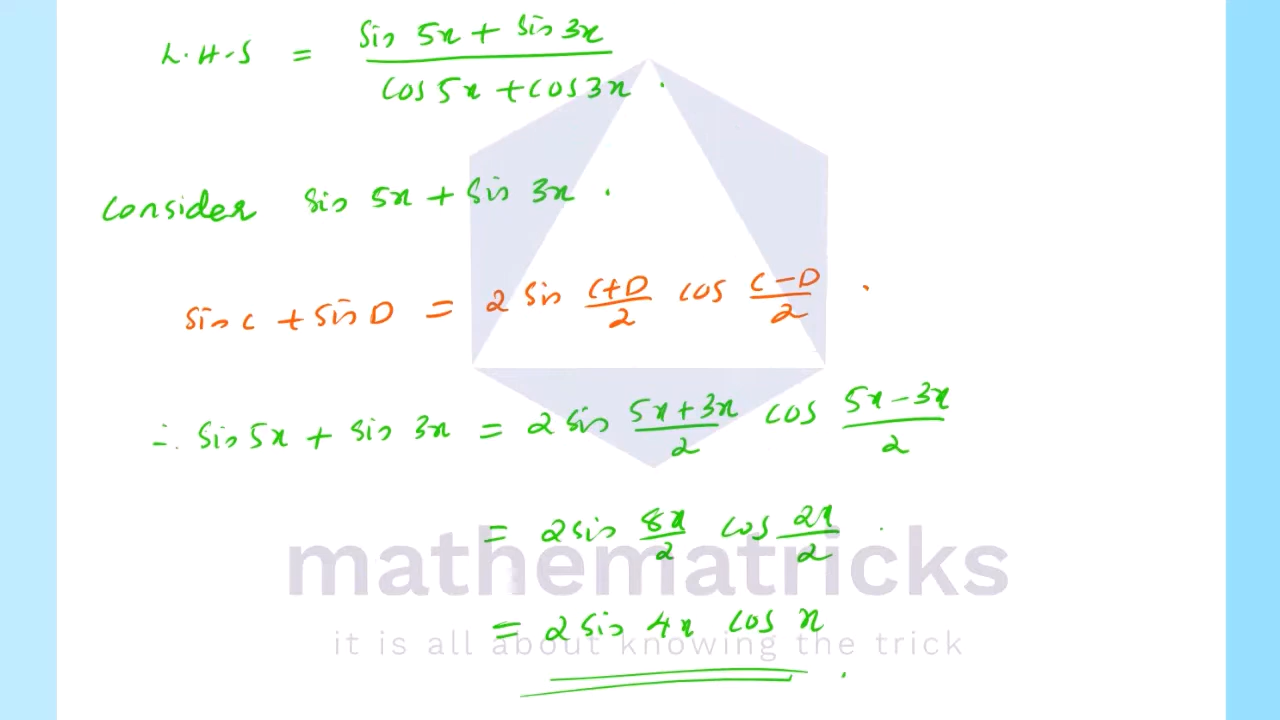 L.H.S = (sin 5x + sin 3x) / (cos 5x + cos 3x).
Consider sin 5x + sin 3x.
sin C + sin D = 2 sin (C+D)/2 cos (C-D)/2.
∴ sin 5x + sin 3x = 2 sin (5x+3x)/2 cos (5x-3x)/2
= 2 sin 8x/2 cos 2x/2.
mathematricks
= 2 sin 4x cos x.
it is all about knowing the trick